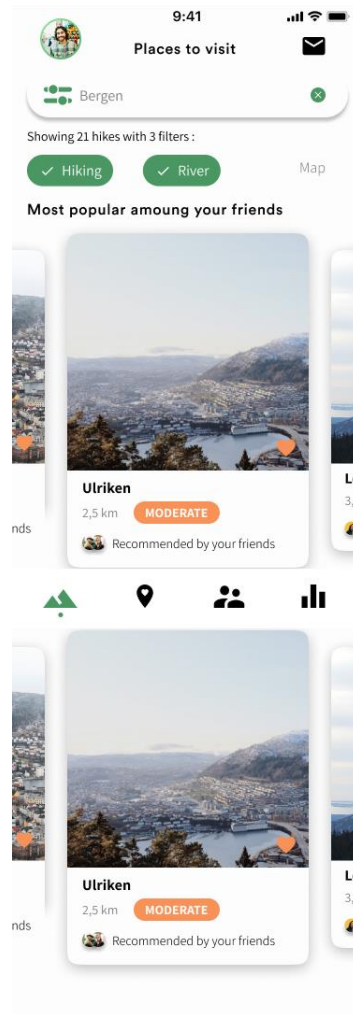 9:41
Places to visit
Bergen
Showing 21 hikes with 3 filters :
Hiking
River
Map
Most popular amoung your friends
Ulriken
2,5 km
MODERATE
nds
Recommended by your friends
L
3,
Ulriken
2,5 km
MODERATE
nds
Recommended by your friends
L
3,